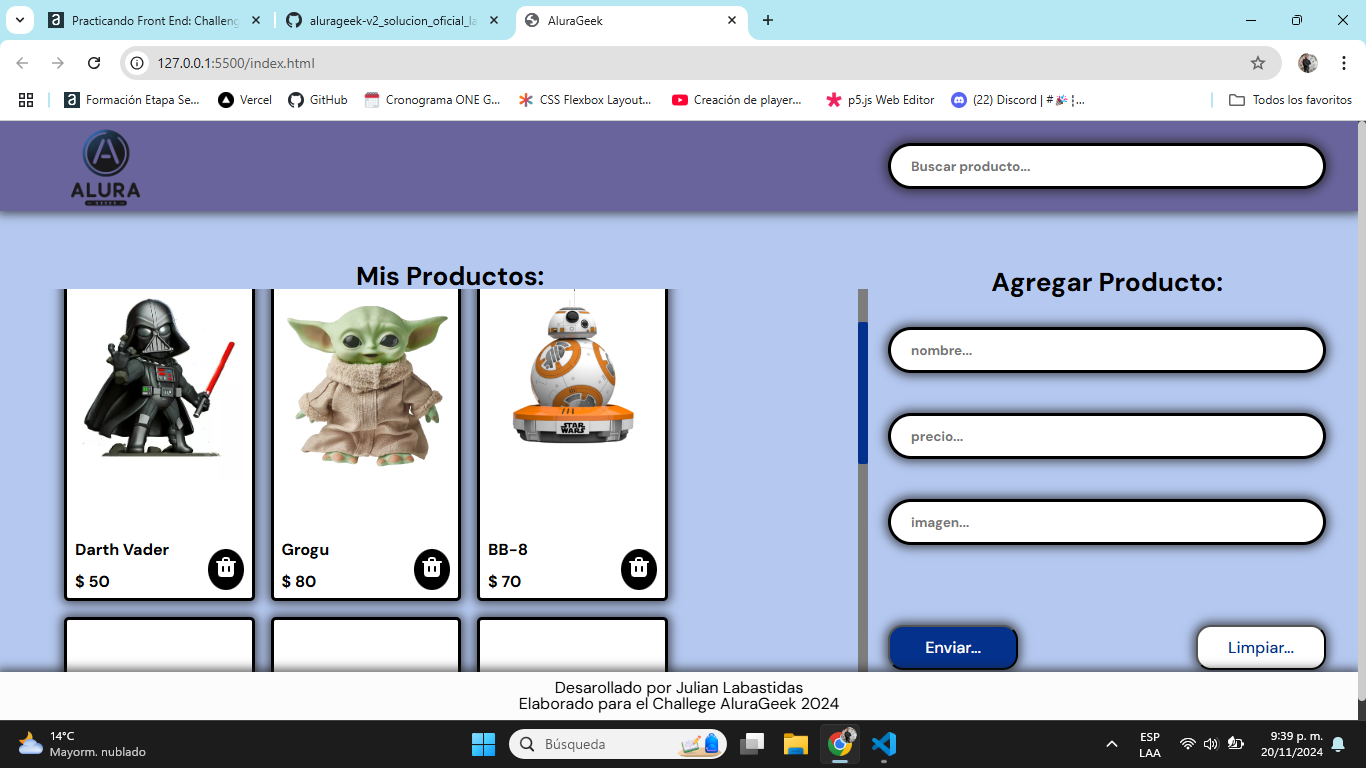 Practicando Front End: Challeng
alurageek-v2_solucion_oficial_la
AluraGeek
127.0.0.1:5500/index.html
Formación Etapa Se...
Vercel
GitHub
Cronograma ONE G...
CSS Flexbox Layout...
Creación de player...
p5.js Web Editor
(22) Discord | #🎉 ¦...
Todos los favoritos
ALURA
Buscar producto...
Mis Productos:
Agregar Producto:
nombre...
precio...
imagen...
STAR
WARS
Darth Vader
$ 50
Grogu
$ 80
BB-8
$ 70
Enviar...
Limpiar...
Desarollado por Julian Labastidas
Elaborado para el Challege AluraGeek 2024
14°C
Mayorm. nublado
Búsqueda
ESP
LAA
9:39 p. m.
20/11/2024